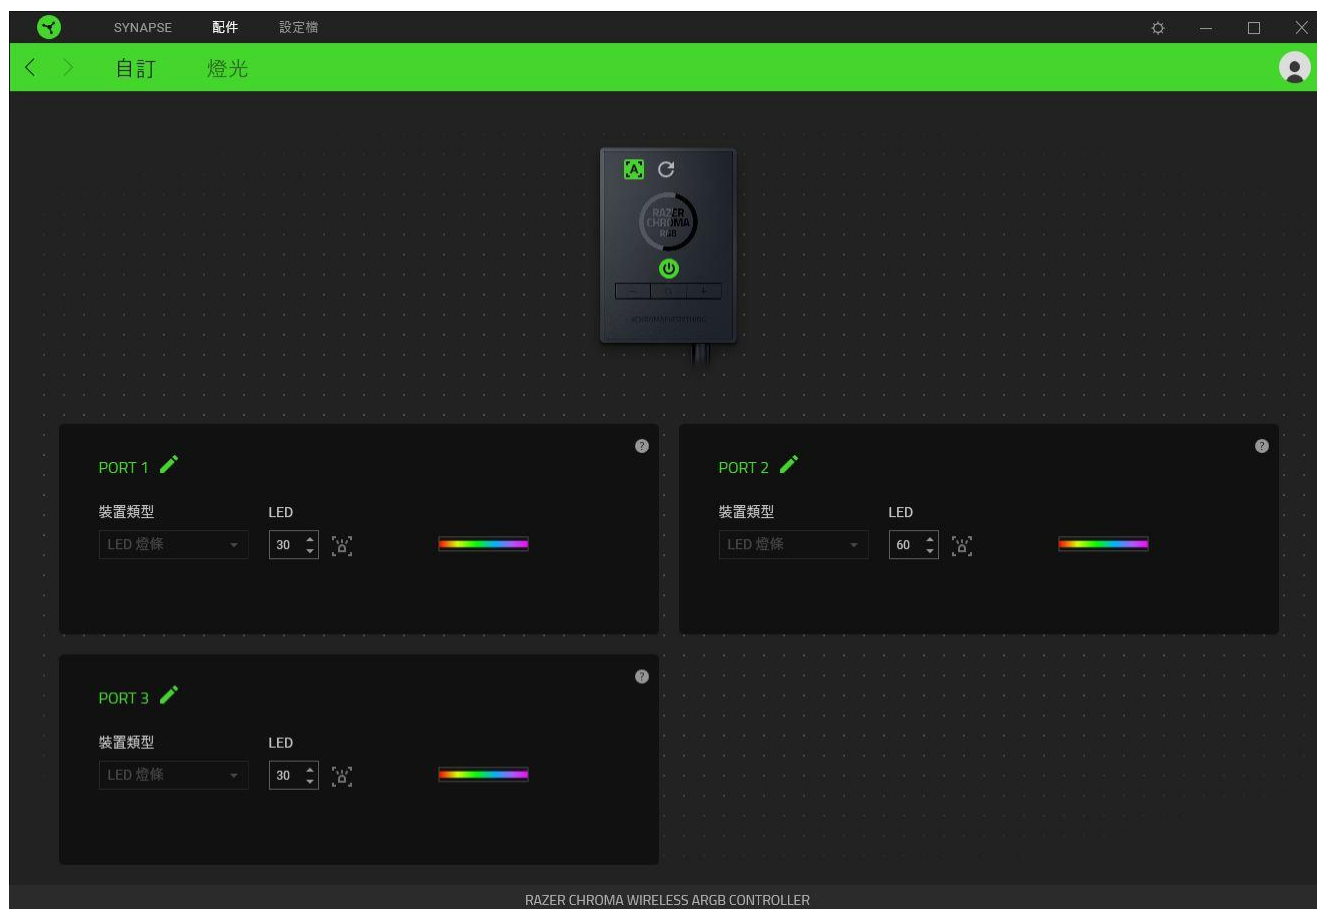 SYNAPSE 配件 設定檔
自訂 燈光
A
RAZER
CHROMA
RGB
PORT 1
裝置類型 LED
LED 燈條 30
PORT 2
裝置類型 LED
LED 燈條 60
PORT 3
裝置類型 LED
LED 燈條 30
RAZER CHROMA WIRELESS ARGB CONTROLLER